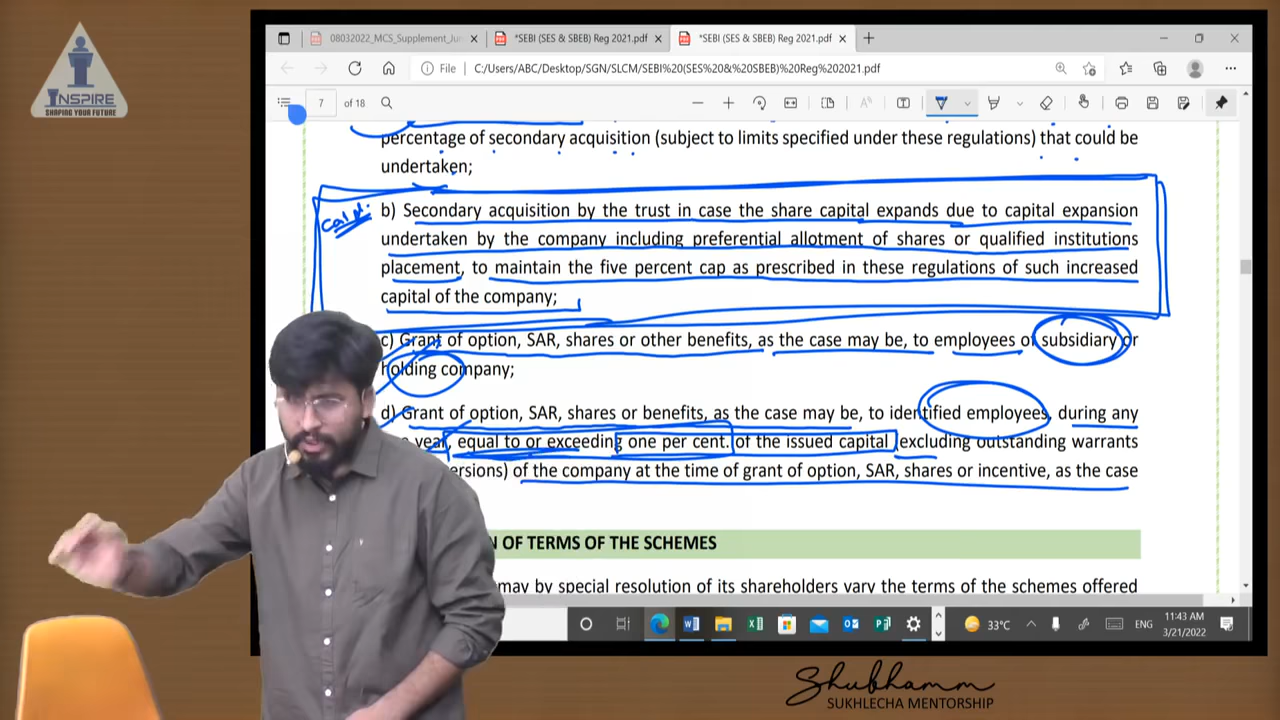 INSPIRE
SHAPING YOUR FUTURE
08032022_MCS_Supplement_Jun
*SEBI (SES & SBEB) Reg 2021.pdf
*SEBI (SES & SBEB) Reg 2021.pdf
File
C:/Users/ABC/Desktop/SGN/SLCM/SEBI%20(SES%20&%20SBEB)%20Reg%202021.pdf
7 of 18
percentage of secondary acquisition (subject to limits specified under these regulations) that could be
undertaken;
b) Secondary acquisition by the trust in case the share capital expands due to capital expansion
undertaken by the company including preferential allotment of shares or qualified institutions
placement, to maintain the five percent cap as prescribed in these regulations of such increased
capital of the company;
c) Grant of option, SAR, shares or other benefits, as the case may be, to employees of subsidiary or
holding company;
d) Grant of option, SAR, shares or benefits, as the case may be, to identified employees, during any
year, equal to or exceeding one per cent. of the issued capital (excluding outstanding warrants
ersions) of the company at the time of grant of option, SAR, shares or incentive, as the case
N OF TERMS OF THE SCHEMES
may by special resolution of its shareholders vary the terms of the schemes offered
33°C
ENG
11:43 AM
3/21/2022
Shubhamm
SUKHLECHA MENTORSHIP